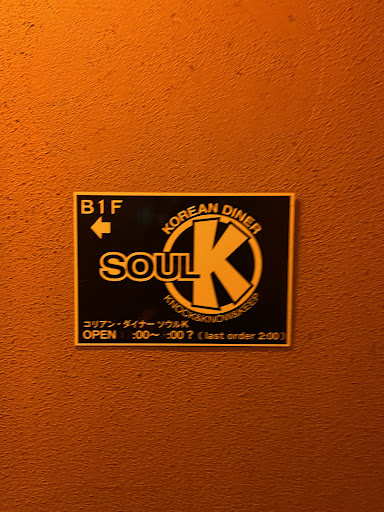 B1F
KOREAN DINER
SOUL K
KNOCK&KNOW&KEEP
コリアン・ダイナー ソウルK
OPEN :00〜 :00? (last order 2:00)